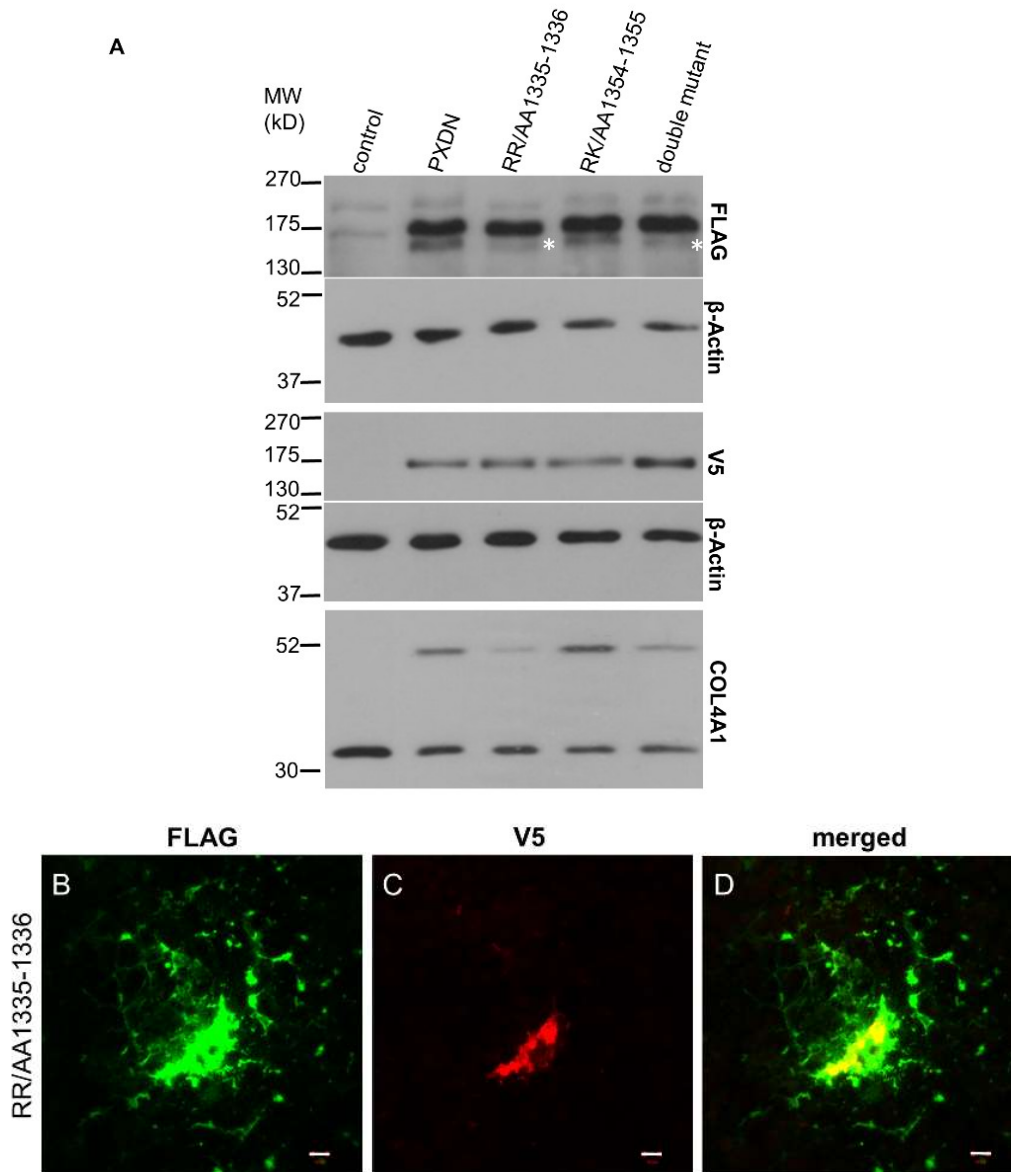 A
MW
(kD)
control
PXDN
RR/AA1335-1336
RK/AA1354-1355
double mutant
270
175
130
*
*
FLAG
52
37
β-Actin
270
175
130
V5
52
37
β-Actin
52
30
COL4A1
FLAG
V5
merged
RR/AA1335-1336
B
C
D